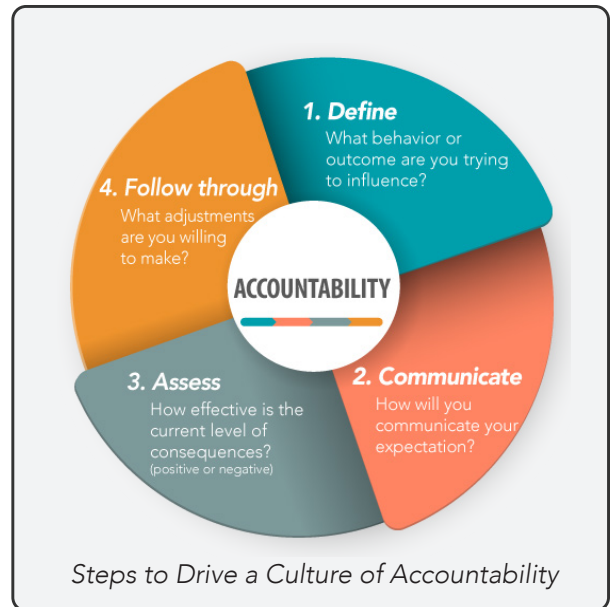 1. Define
What behavior or
outcome are you trying
to influence?
2. Communicate
How will you
communicate your
expectation?
3. Assess
How effective is the
current level of
consequences?
(positive or negative)
4. Follow through
What adjustments
are you willing
to make?
ACCOUNTABILITY
Steps to Drive a Culture of Accountability